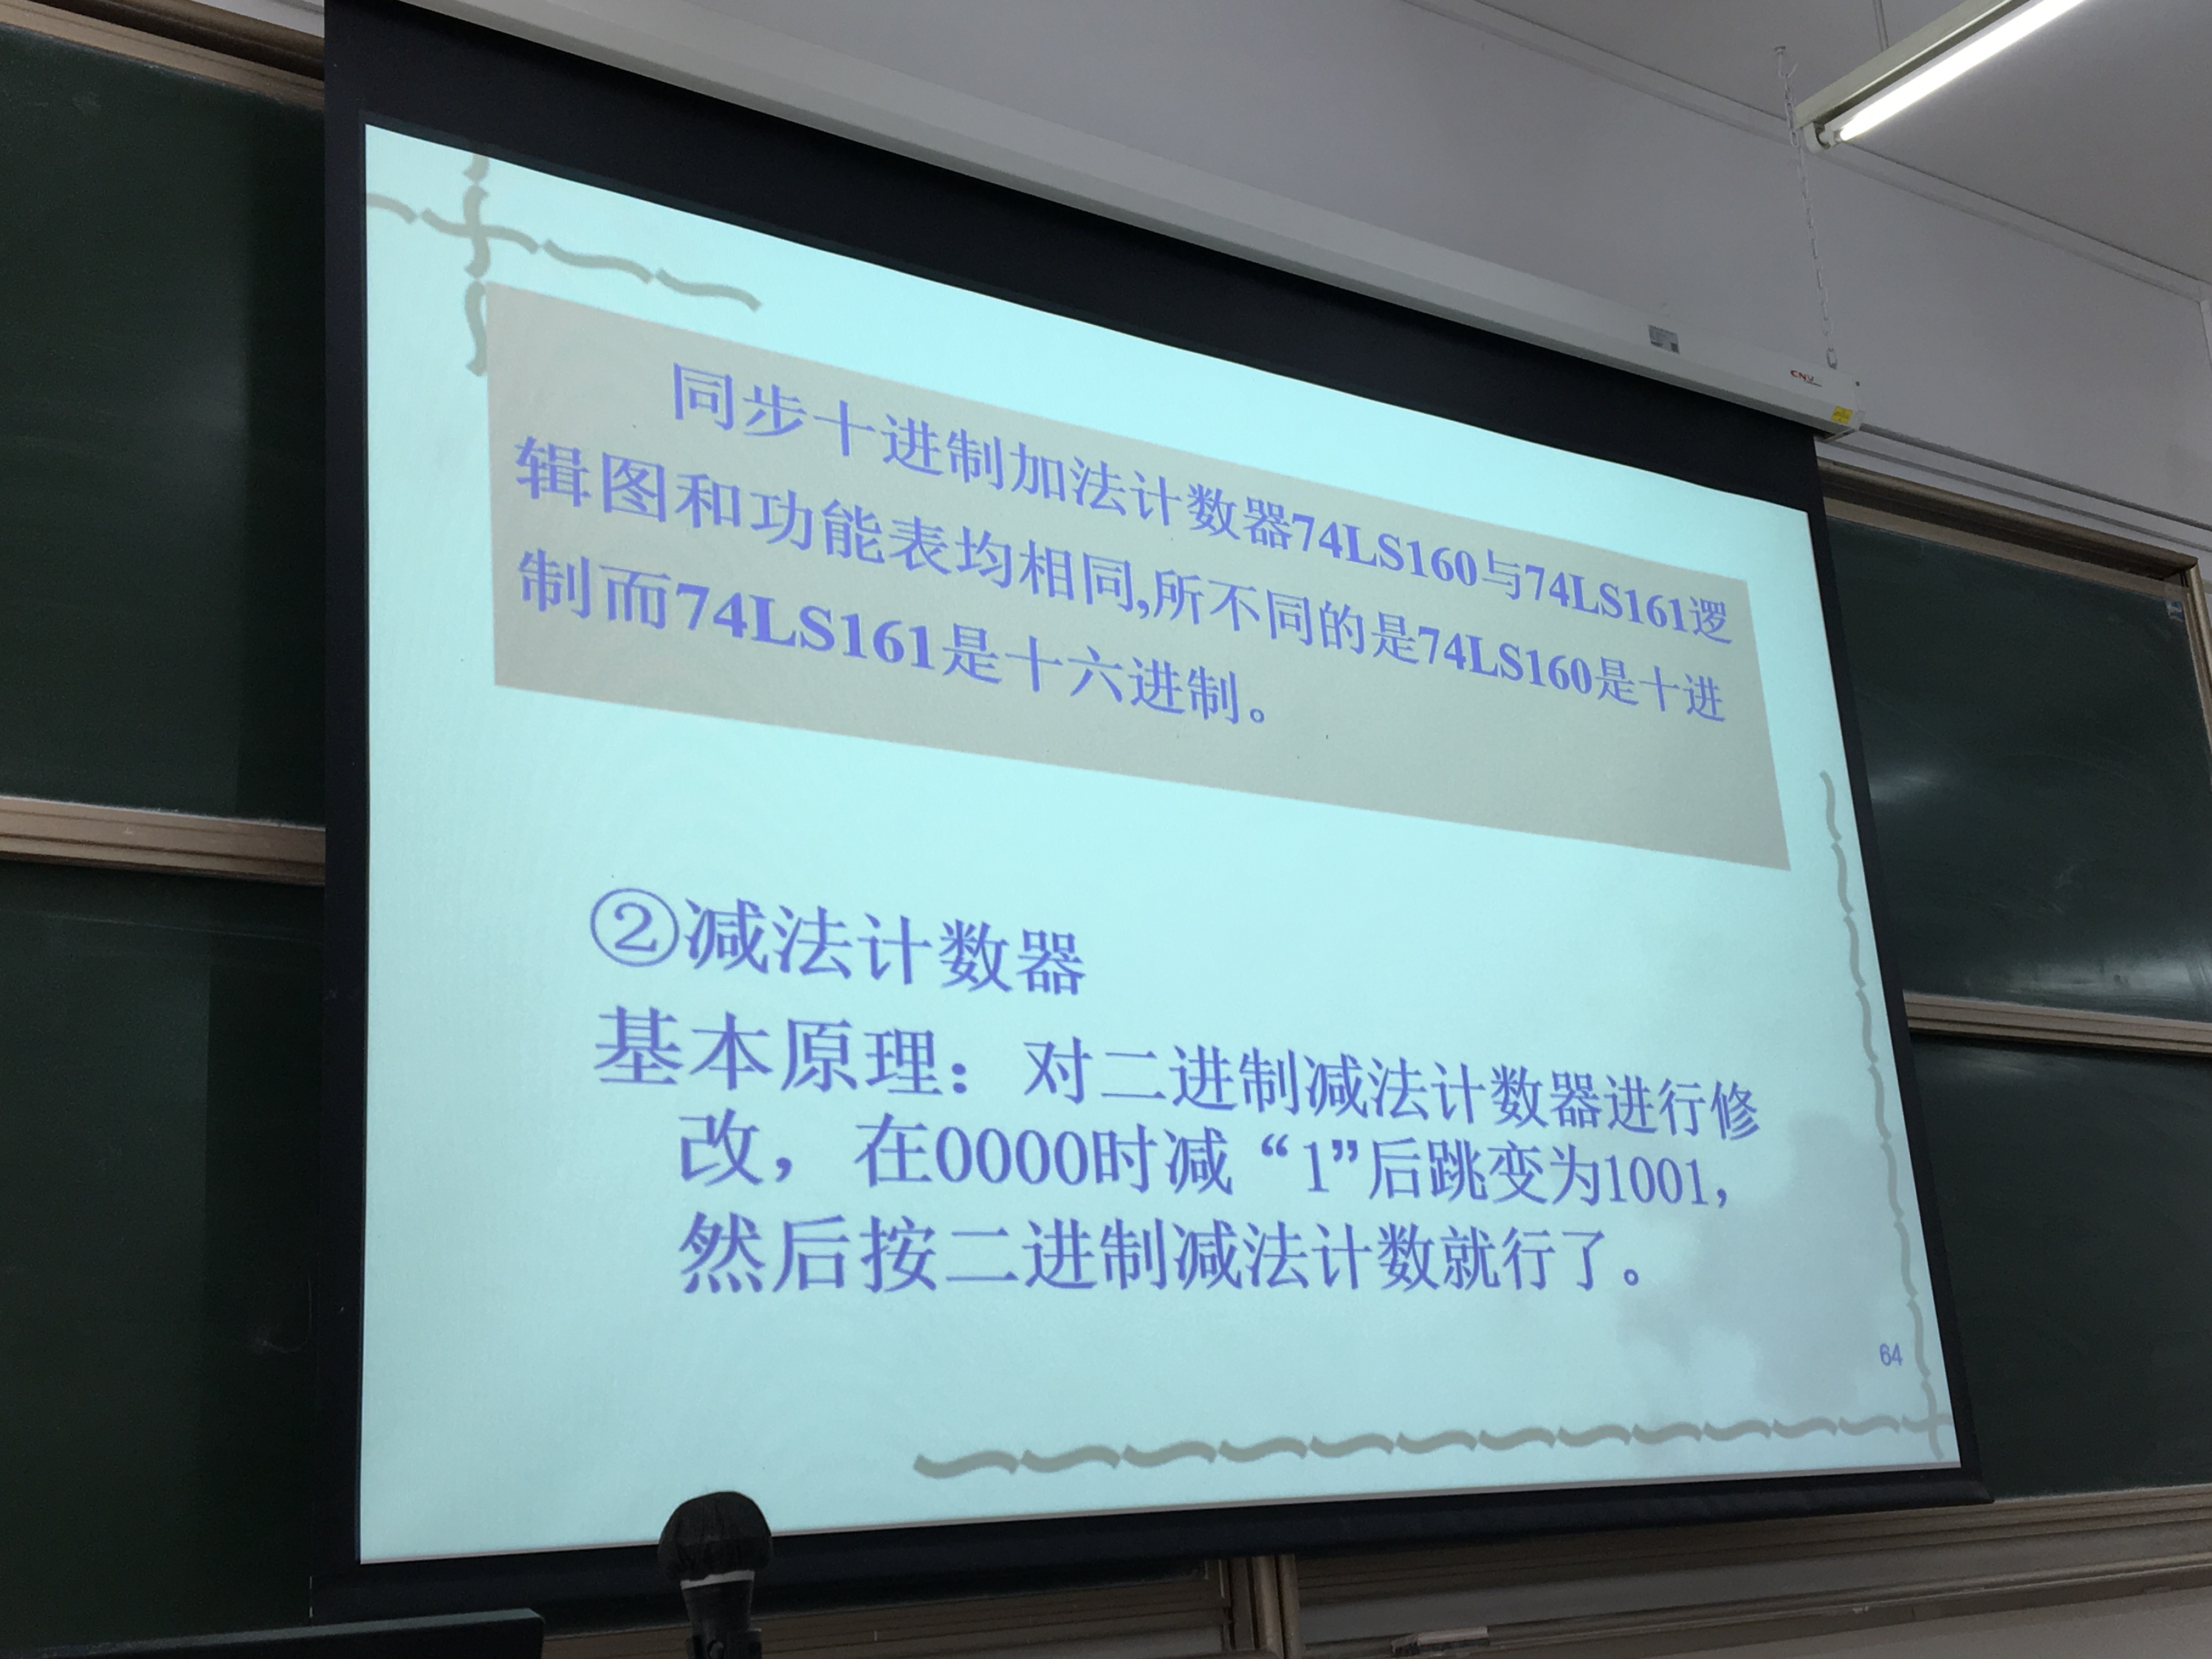 同步十进制加法计数器74LS160与74LS161逻
辑图和功能表均相同,所不同的是74LS160是十进
制而74LS161是十六进制。
②减法计数器
基本原理：对二进制减法计数器进行修
改，在0000时减“1”后跳变为1001,
然后按二进制减法计数就行了。
64
CNV